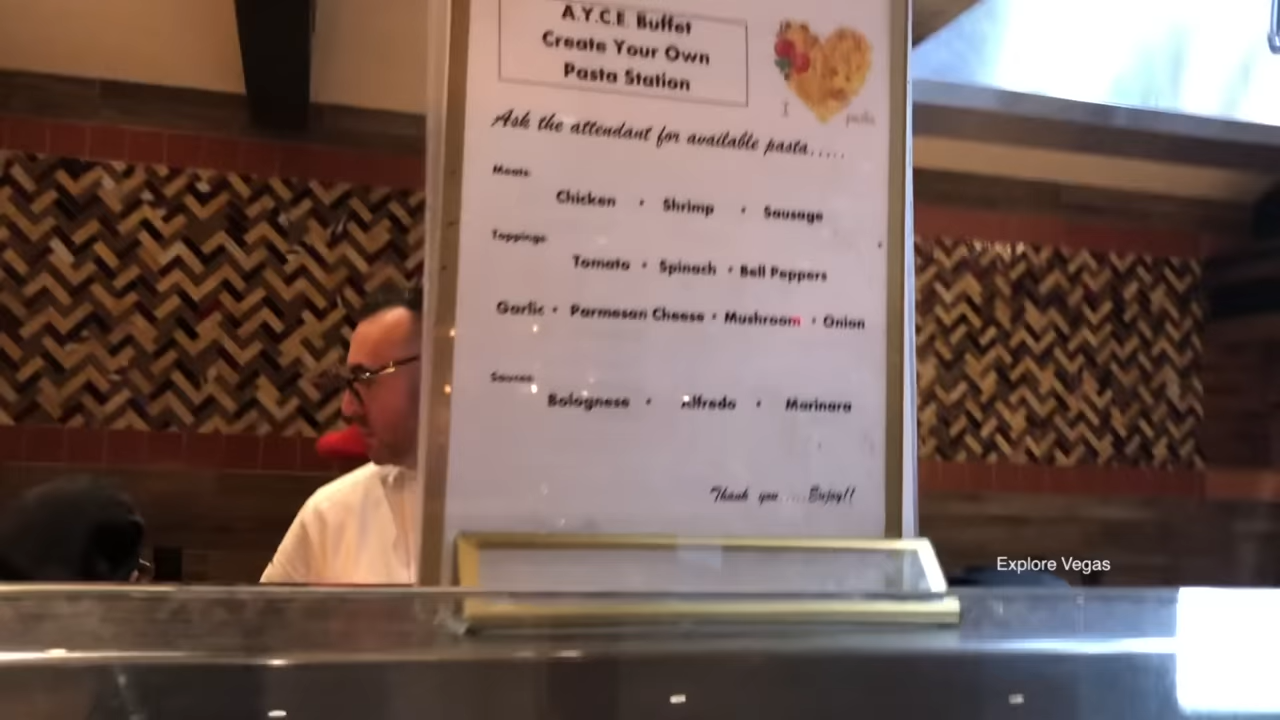 A.Y.C.E. Buffet
Create Your Own
Pasta Station
I
pasta
Ask the attendant for available pasta.....
Meats
Chicken • Shrimp • Sausage
Toppings
Tomato • Spinach • Bell Peppers
Garlic • Parmesan Cheese • Mushroom • Onion
Sauces
Bolognese • Alfredo • Marinara
Thank you.....Enjoy!!
Explore Vegas